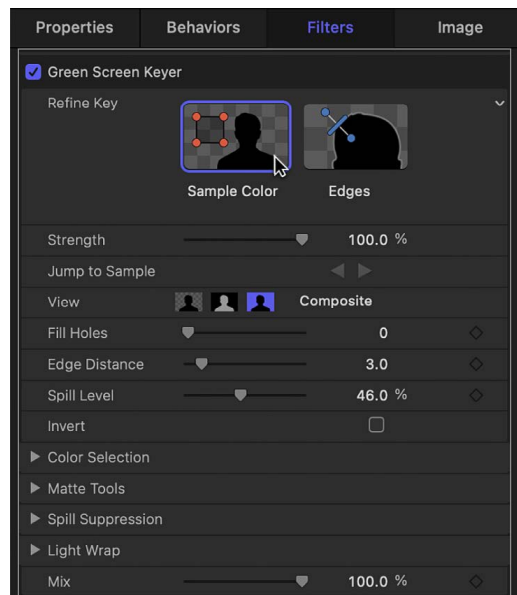 Properties Behaviors Filters Image
Green Screen Keyer
Refine Key
Sample Color Edges
Strength 100.0 %
Jump to Sample
View Composite
Fill Holes 0
Edge Distance 3.0
Spill Level 46.0 %
Invert
Color Selection
Matte Tools
Spill Suppression
Light Wrap
Mix 100.0 %